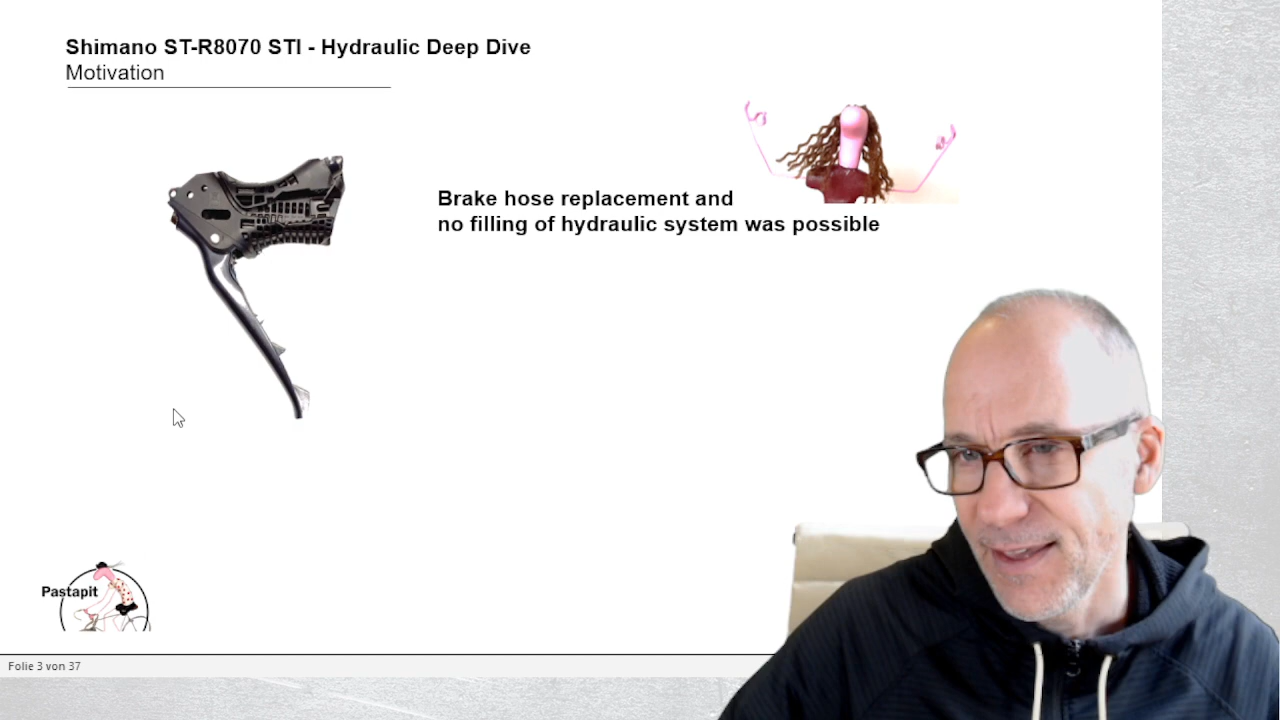 Shimano ST-R8070 STI - Hydraulic Deep Dive
Motivation
Brake hose replacement and
no filling of hydraulic system was possible
Pastapit
Folie 3 von 37